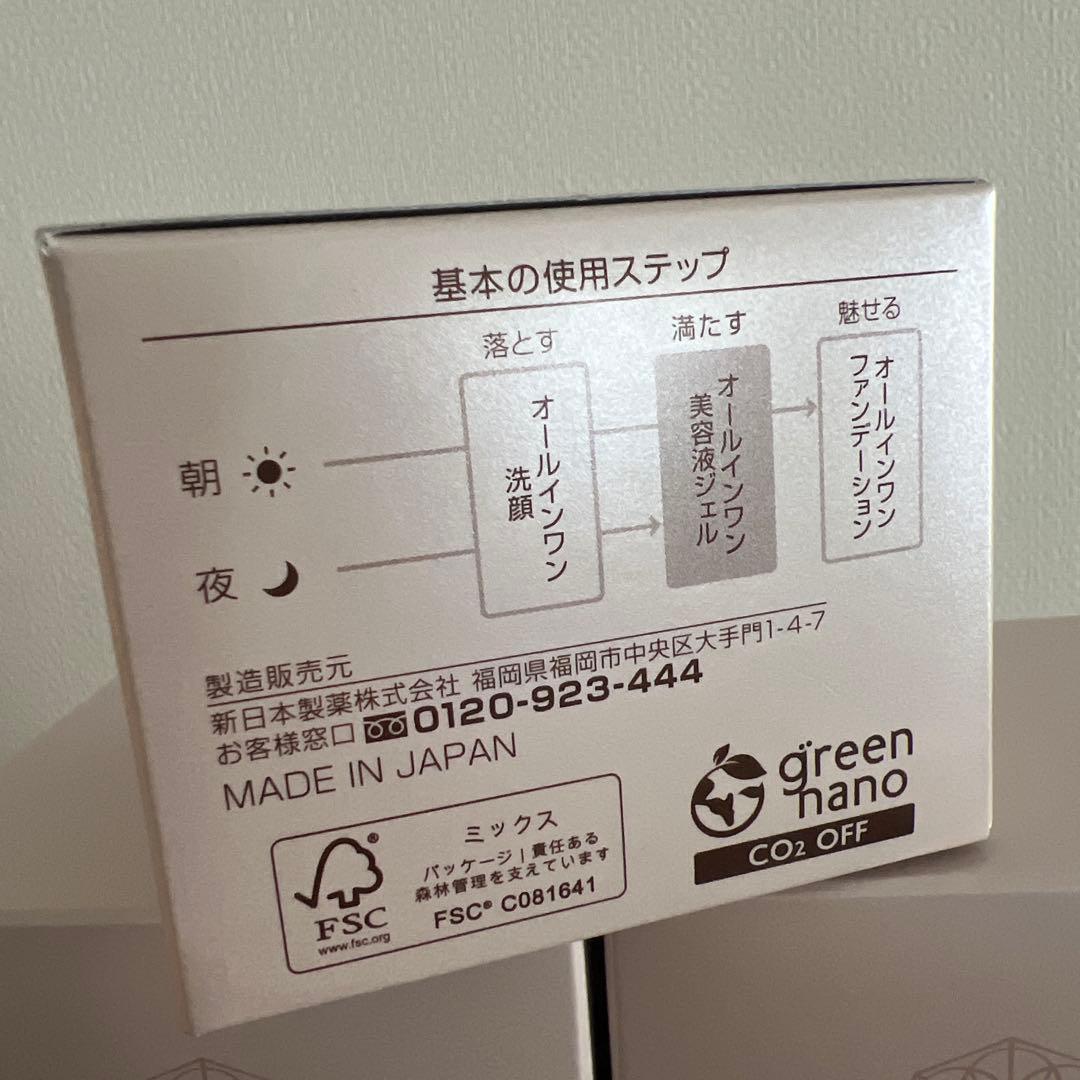 基本の使用ステップ
落とす
満たす
魅せる
朝
夜
オールインワン
洗顔
オールインワン
美容液ジェル
オールインワン
ファンデーション
製造販売元
新日本製薬株式会社 福岡県福岡市中央区大手門1-4-7
お客様窓口 0120-923-444
MADE IN JAPAN
FSC®
www.fsc.org
ミックス
パッケージ | 責任ある
森林管理を支えています
FSC® C081641
green
nano
CO2 OFF